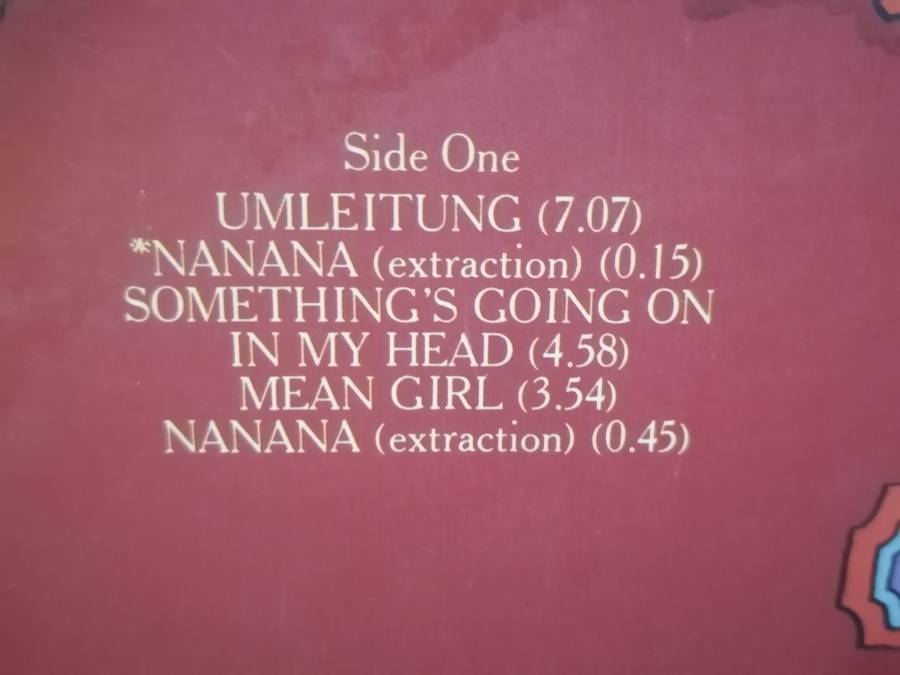 Side One
UMLEITUNG (7.07)
*NANANA (extraction) (0.15)
SOMETHING'S GOING ON
IN MY HEAD (4.58)
MEAN GIRL (3.54)
NANANA (extraction) (0.45)